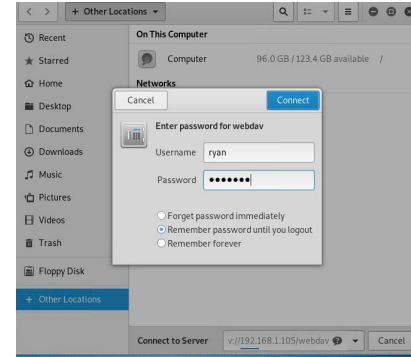 + Other Locations
Recent
Starred
Home
Desktop
Documents
Downloads
Music
Pictures
Videos
Trash
Floppy Disk
+ Other Locations
On This Computer
Computer 96.0 GB / 123.4 GB available /
Networks
Cancel Connect
Enter password for webdav
Username ryan
Password •••••••
Forget password immediately
Remember password until you logout
Remember forever
Connect to Server v://192.168.1.105/webdav Cancel